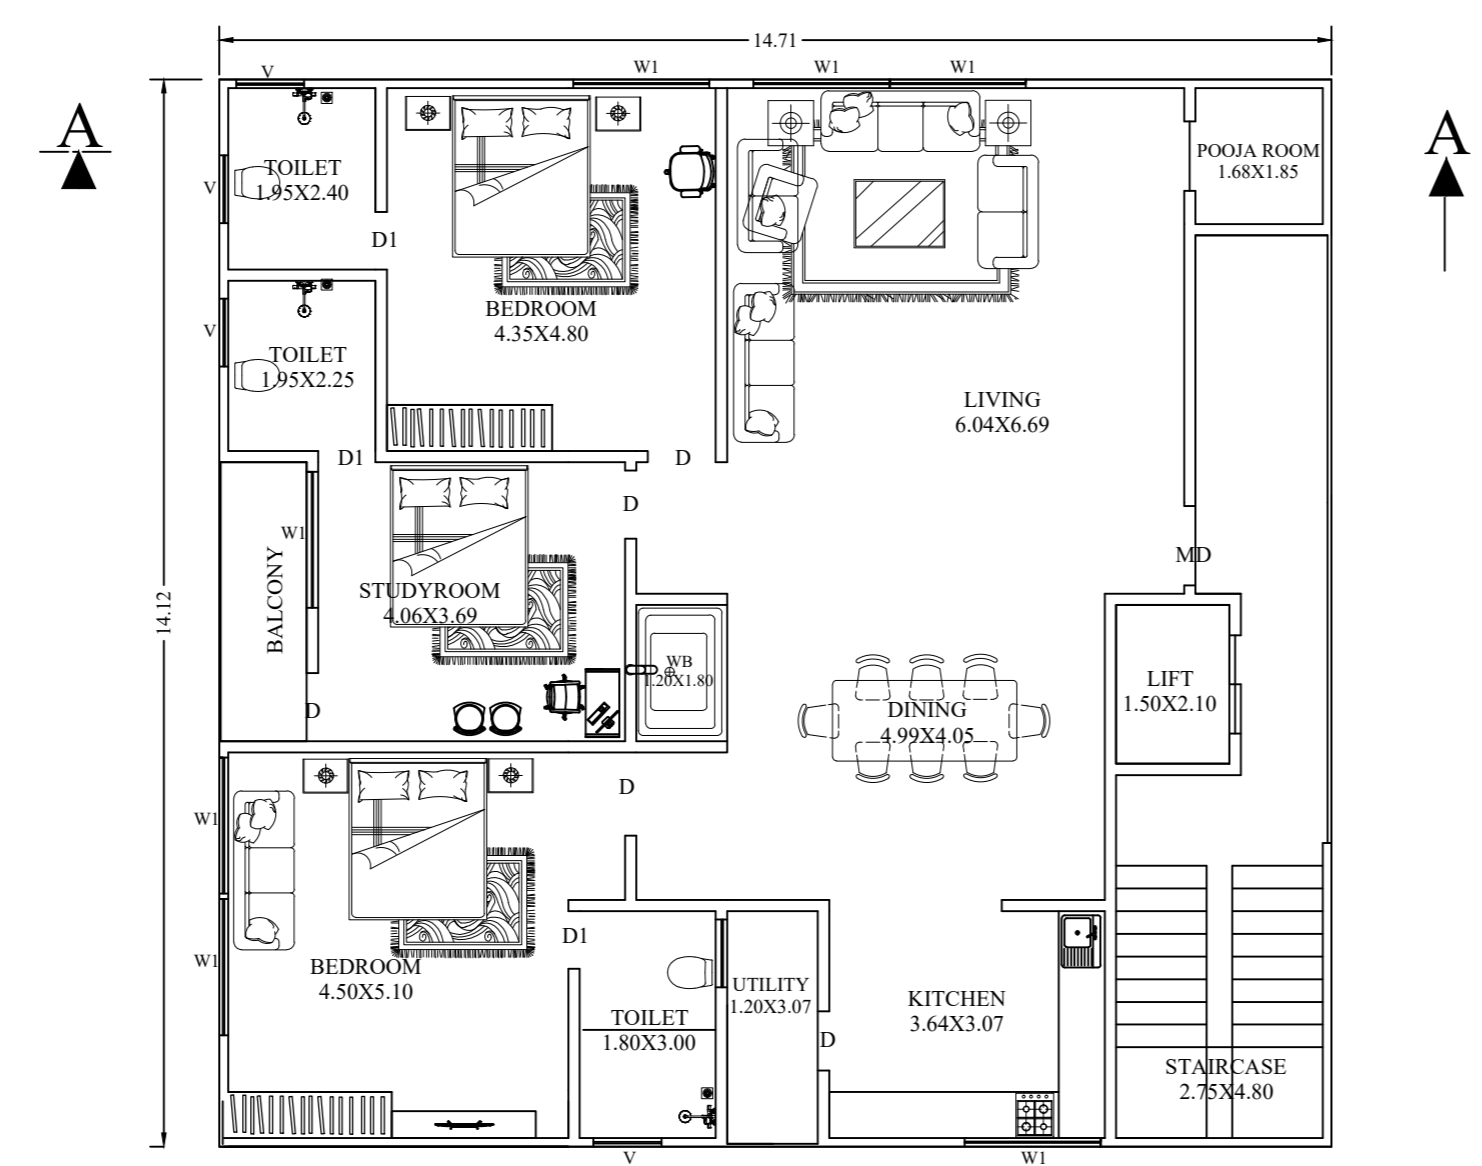 14.71
V
W1
W1
W1
A
A
TOILET
1.95X2.40
V
POOJA ROOM
1.68X1.85
D1
BEDROOM
4.35X4.80
V
TOILET
1.95X2.25
LIVING
6.04X6.69
D1
D
D
W1
MD
BALCONY
STUDYROOM
4.06X3.69
14.12
WB
1.20X1.80
LIFT
1.50X2.10
D
DINING
4.99X4.05
D
W1
D1
W1
BEDROOM
4.50X5.10
UTILITY
1.20X3.07
KITCHEN
3.64X3.07
TOILET
1.80X3.00
D
STAIRCASE
2.75X4.80
V
W1